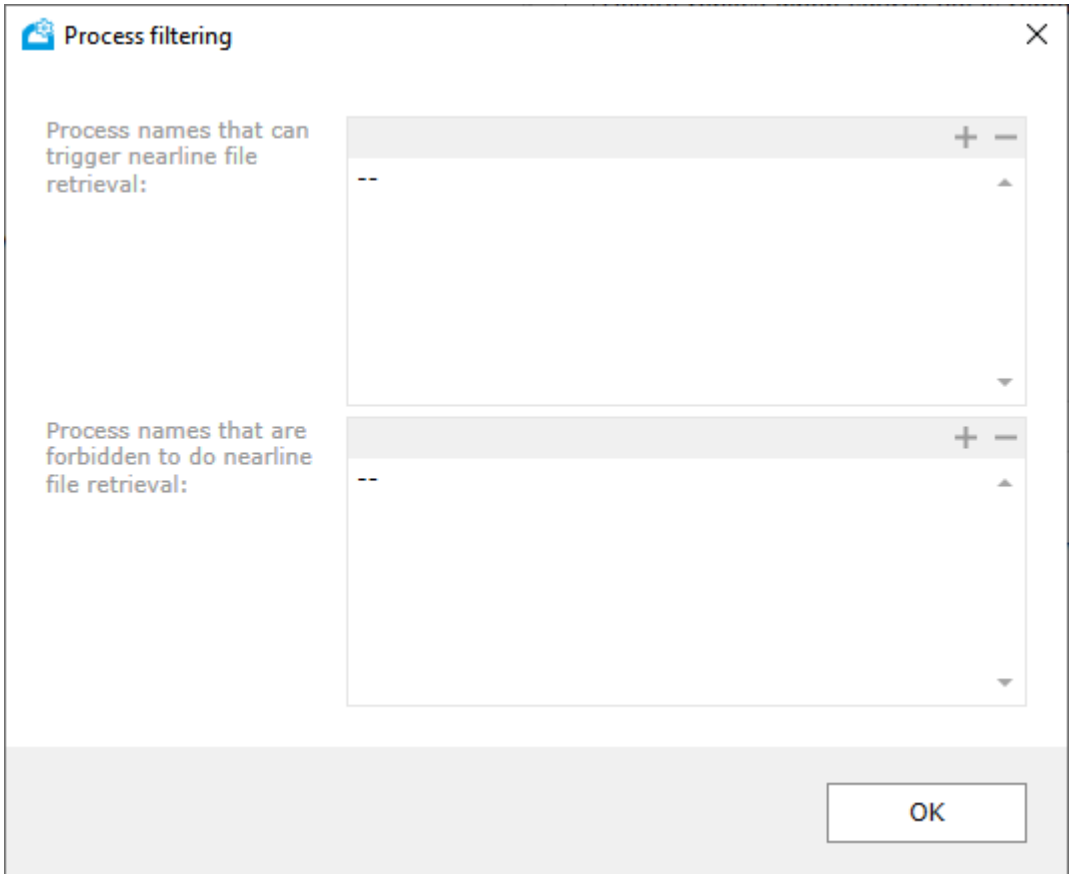 Process filtering
Process names that can
trigger nearline file
retrieval:
--
Process names that are
forbidden to do nearline
file retrieval:
--
OK